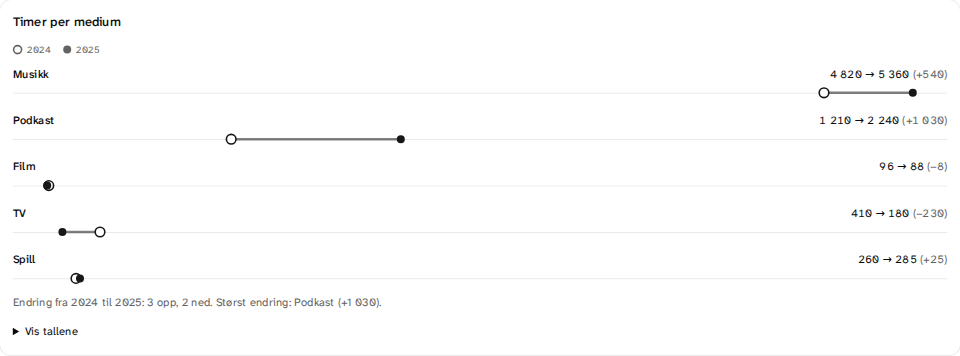 Timer per medium
2024 2025
Musikk 4 820 → 5 360 (+540)
Podkast 1 210 → 2 240 (+1 030)
Film 96 → 88 (−8)
TV 410 → 180 (−230)
Spill 260 → 285 (+25)
Endring fra 2024 til 2025: 3 opp, 2 ned. Størst endring: Podkast (+1 030).
▶ Vis tallene